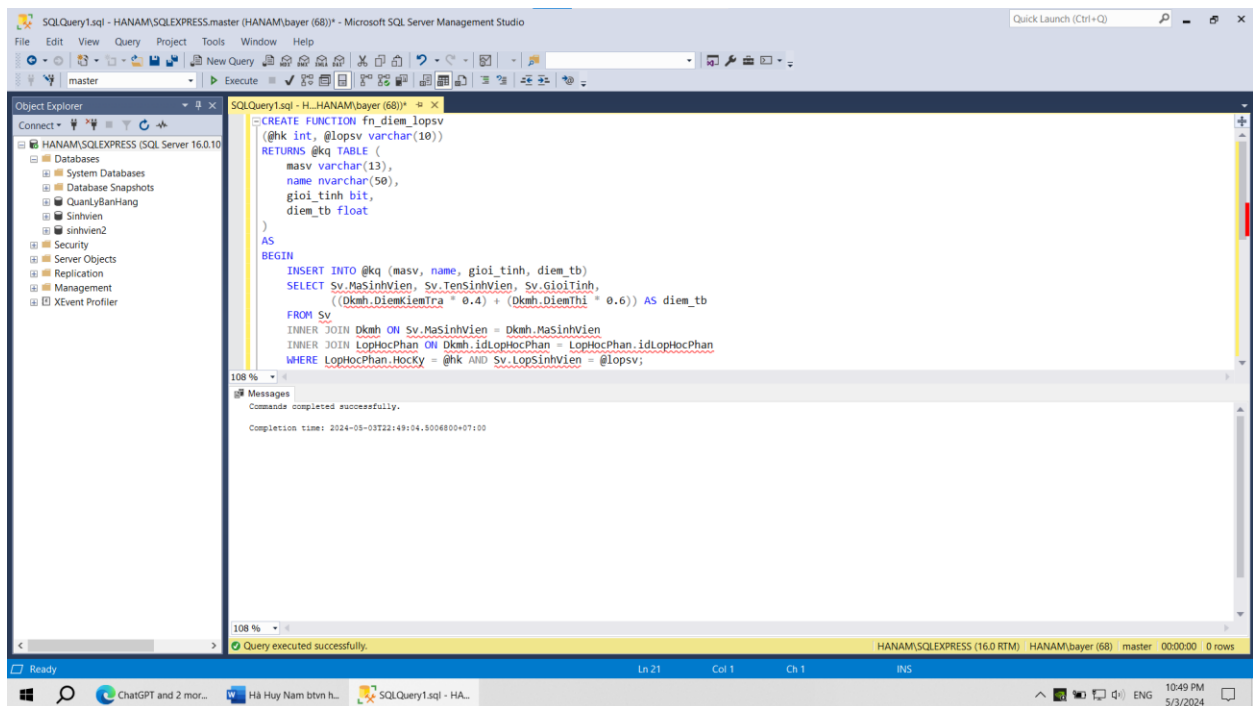 SQLQuery1.sql - HANAM\SQLEXPRESS.master (HANAM\bayer (68))* - Microsoft SQL Server Management Studio
Quick Launch (Ctrl+Q)
File Edit View Query Project Tools Window Help
New Query
master
Execute
Object Explorer
SQLQuery1.sql - H...HANAM\bayer (68))*
Connect
HANAM\SQLEXPRESS (SQL Server 16.0.10
Databases
System Databases
Database Snapshots
QuanLyBanHang
Sinhvien
sinhvien2
Security
Server Objects
Replication
Management
XEvent Profiler
CREATE FUNCTION fn_diem_lopsv
(@hk int, @lopsv varchar(10))
RETURNS @kq TABLE (
masv varchar(13),
name nvarchar(50),
gioi_tinh bit,
diem_tb float
)
AS
BEGIN
INSERT INTO @kq (masv, name, gioi_tinh, diem_tb)
SELECT Sv.MaSinhVien, Sv.TenSinhVien, Sv.GioiTinh,
((Dkmh.DiemKiemTra * 0.4) + (Dkmh.DiemThi * 0.6)) AS diem_tb
FROM Sv
INNER JOIN Dkmh ON Sv.MaSinhVien = Dkmh.MaSinhVien
INNER JOIN LopHocPhan ON Dkmh.idLopHocPhan = LopHocPhan.idLopHocPhan
WHERE LopHocPhan.HocKy = @hk AND Sv.LopSinhVien = @lopsv;
108 %
Messages
Commands completed successfully.
Completion time: 2024-05-03T22:49:04.5006800+07:00
108 %
Query executed successfully.
HANAM\SQLEXPRESS (16.0 RTM) HANAM\bayer (68) master 00:00:00 0 rows
Ready Ln 21 Col 1 Ch 1 INS
ChatGPT and 2 mor... Hà Huy Nam btvn h... SQLQuery1.sql - HA...
ENG
10:49 PM
5/3/2024